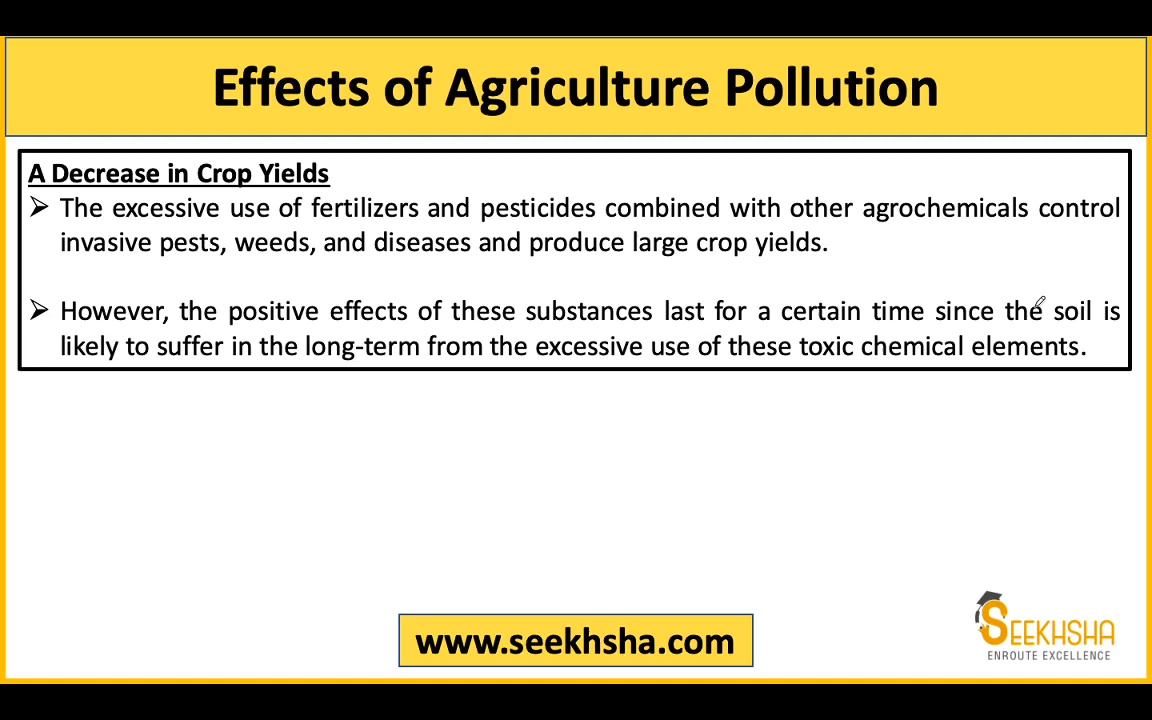 Effects of Agriculture Pollution
A Decrease in Crop Yields
➢ The excessive use of fertilizers and pesticides combined with other agrochemicals control
invasive pests, weeds, and diseases and produce large crop yields.
➢ However, the positive effects of these substances last for a certain time since the soil is
likely to suffer in the long-term from the excessive use of these toxic chemical elements.
www.seekhsha.com
SEEKHSHA
ENROUTE EXCELLENCE